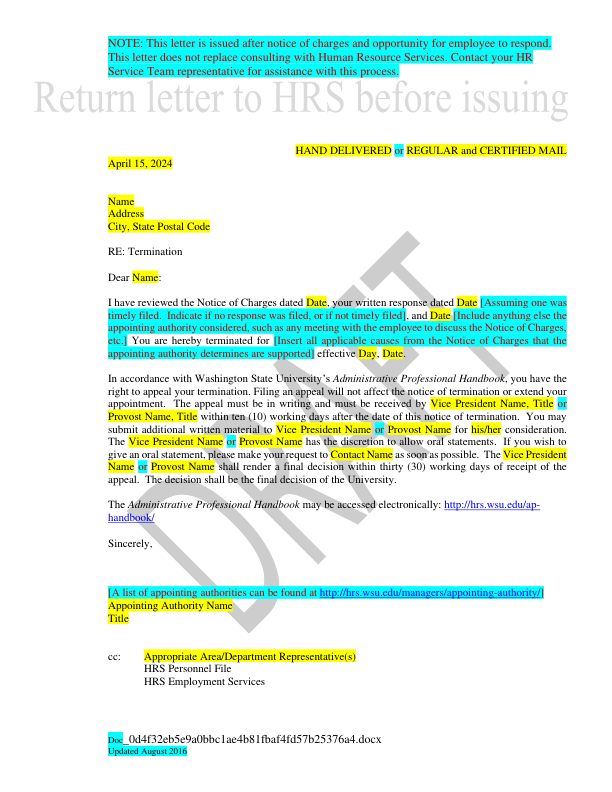 NOTE: This letter is issued after notice of charges and opportunity for employee to respond.
This letter does not replace consulting with Human Resource Services. Contact your HR
Service Team representative for assistance with this process.
Return letter to HRS before issuing
HAND DELIVERED or REGULAR and CERTIFIED MAIL
April 15, 2024
Name
Address
City, State Postal Code
RE: Termination
Dear Name:
I have reviewed the Notice of Charges dated Date, your written response dated Date [Assuming one was
timely filed. Indicate if no response was filed, or if not timely filed], and Date [Include anything else the
appointing authority considered, such as any meeting with the employee to discuss the Notice of Charges,
etc.] You are hereby terminated for [Insert all applicable causes from the Notice of Charges that the
appointing authority determines are supported] effective Day, Date.
In accordance with Washington State University's Administrative Professional Handbook, you have the
right to appeal your termination. Filing an appeal will not affect the notice of termination or extend your
appointment. The appeal must be in writing and must be received by Vice President Name, Title or
Provost Name, Title within ten (10) working days after the date of this notice of termination. You may
submit additional written material to Vice President Name or Provost Name for his/her consideration.
The Vice President Name or Provost Name has the discretion to allow oral statements. If you wish to
give an oral statement, please make your request to Contact Name as soon as possible. The Vice President
Name or Provost Name shall render a final decision within thirty (30) working days of receipt of the
appeal. The decision shall be the final decision of the University.
The Administrative Professional Handbook may be accessed electronically: http://hrs.wsu.edu/ap-
handbook/
Sincerely,
[A list of appointing authorities can be found at http://hrs.wsu.edu/managers/appointing-authority/]
Appointing Authority Name
Title
cc: Appropriate Area/Department Representative(s)
HRS Personnel File
HRS Employment Services
Doc_0d4f32eb5e9a0bbc1ae4b81fbaf4fd57b25376a4.docx
Updated August 2016
DRAFT